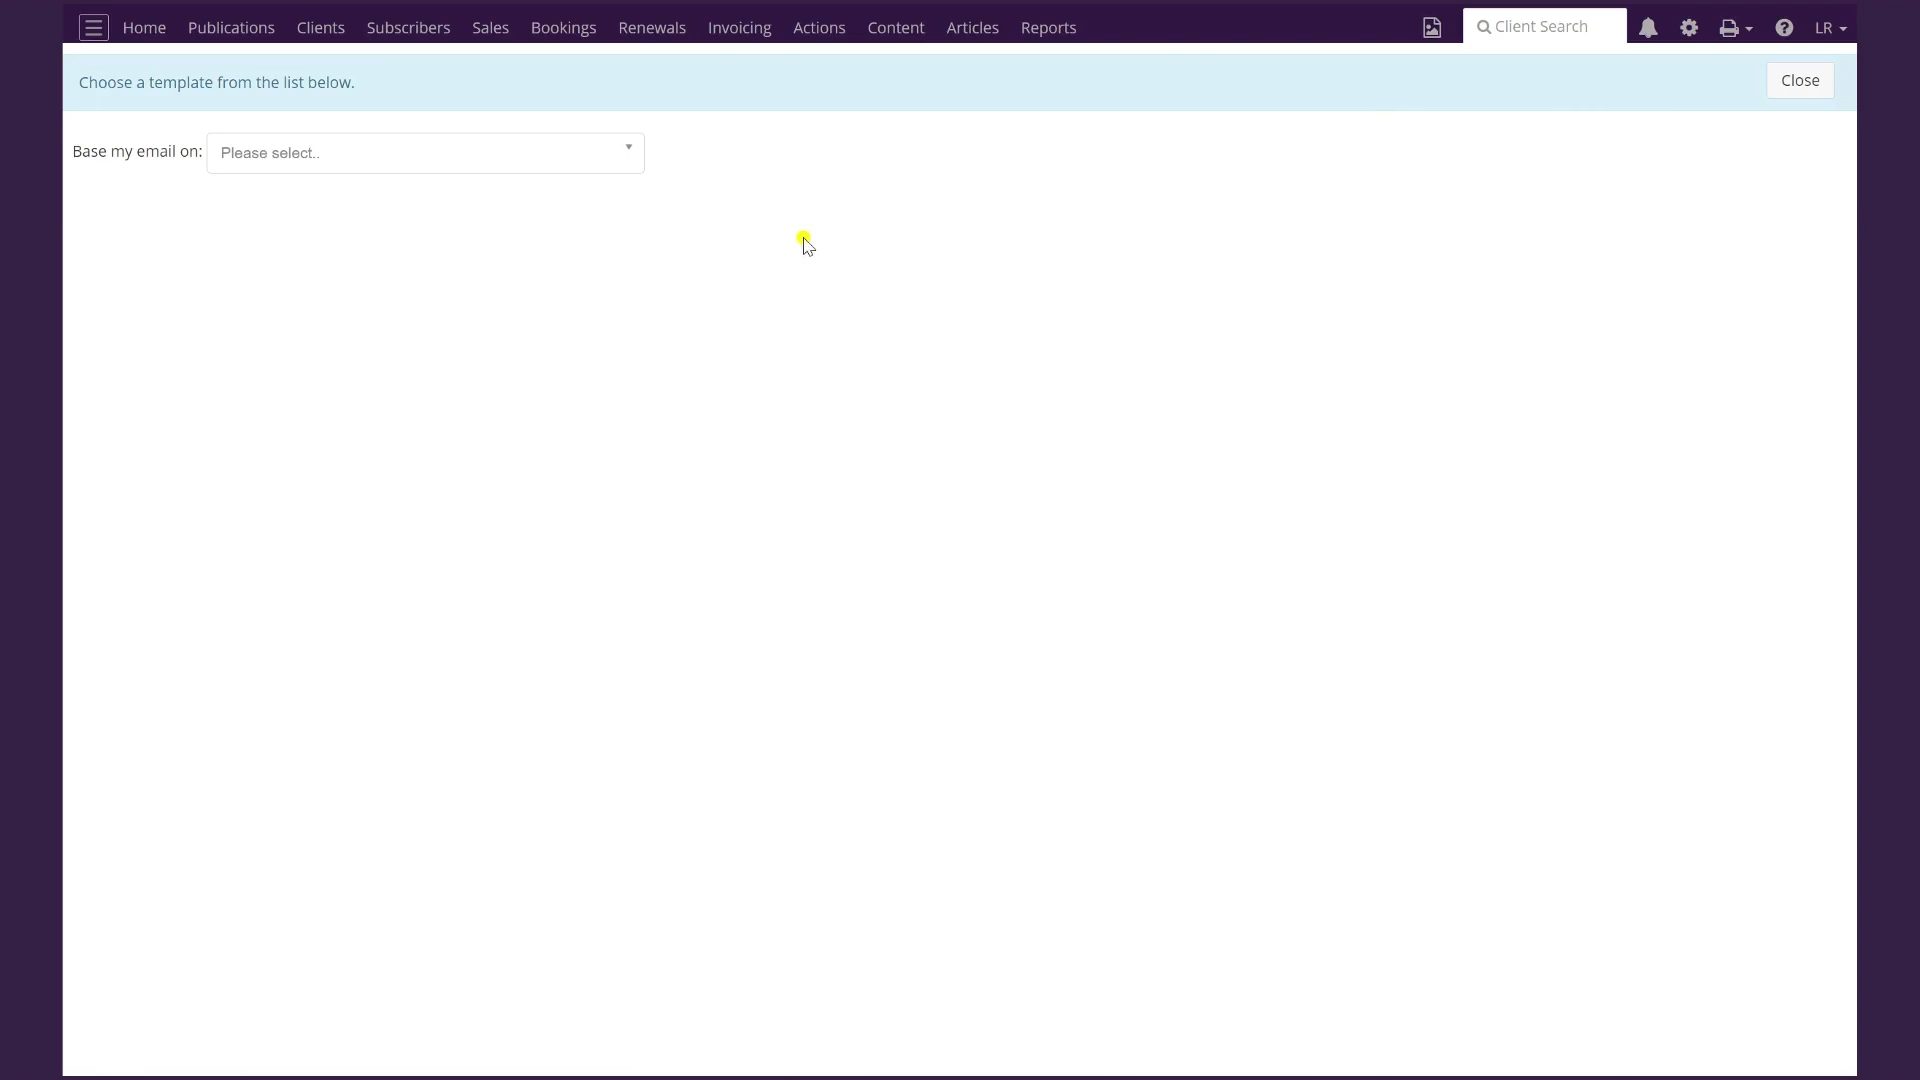 Home Publications Clients Subscribers Sales Bookings Renewals Invoicing Actions Content Articles Reports Client Search LR
Choose a template from the list below. Close
Base my email on: Please select..